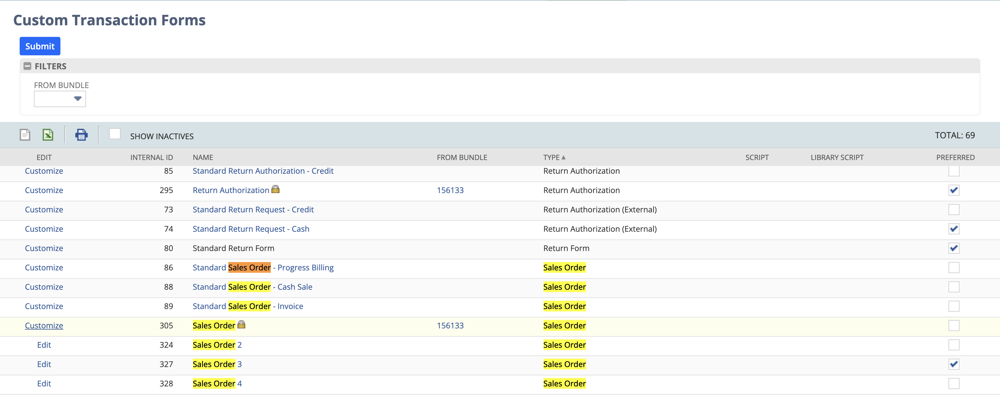 Custom Transaction Forms
Submit
FILTERS
FROM BUNDLE
SHOW INACTIVES TOTAL: 69
EDIT INTERNAL ID NAME FROM BUNDLE TYPE SCRIPT LIBRARY SCRIPT PREFERRED
Customize 85 Standard Return Authorization - Credit Return Authorization
Customize 295 Return Authorization 156133 Return Authorization
Customize 73 Standard Return Request - Credit Return Authorization (External)
Customize 74 Standard Return Request - Cash Return Authorization (External)
Customize 80 Standard Return Form Return Form
Customize 86 Standard Sales Order - Progress Billing Sales Order
Customize 88 Standard Sales Order - Cash Sale Sales Order
Customize 89 Standard Sales Order - Invoice Sales Order
Customize 305 Sales Order 156133 Sales Order
Edit 324 Sales Order 2 Sales Order
Edit 327 Sales Order 3 Sales Order
Edit 328 Sales Order 4 Sales Order